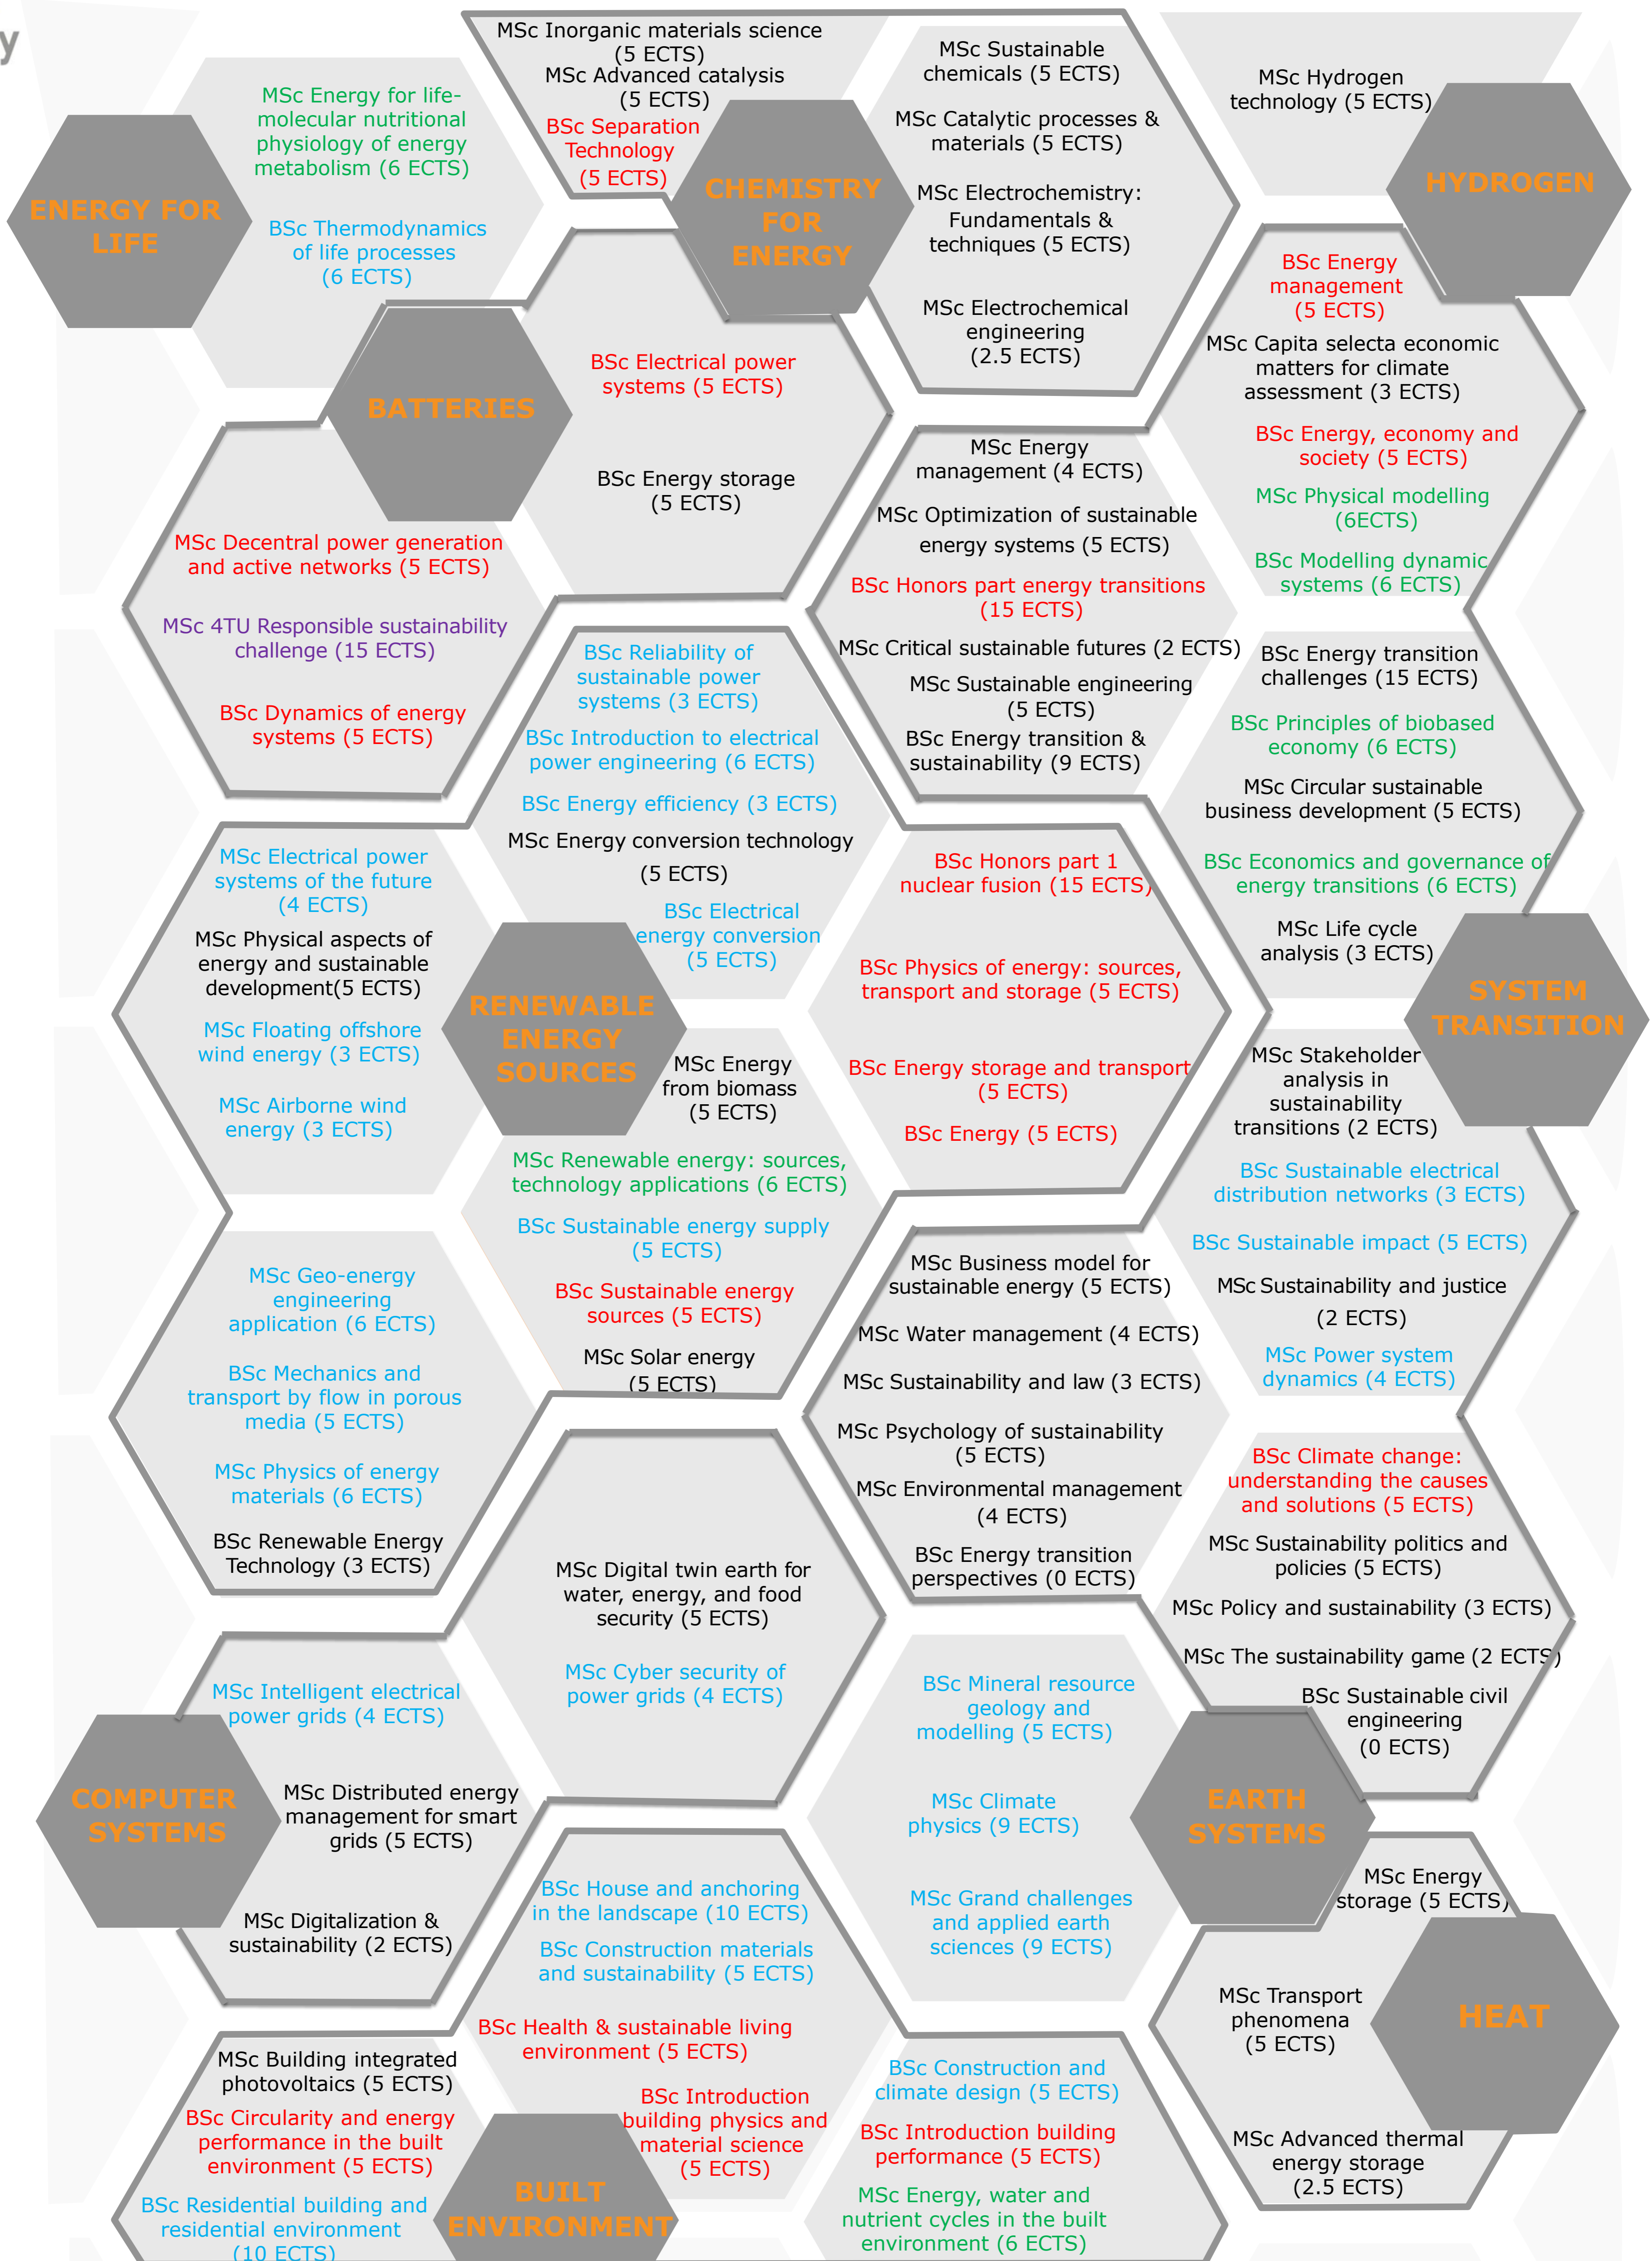 y
MSc Inorganic materials science
(5 ECTS)
MSc Advanced catalysis
(5 ECTS)
BSc Separation
Technology
(5 ECTS)
MSc Sustainable
chemicals (5 ECTS)
MSc Catalytic processes &
materials (5 ECTS)
MSc Electrochemistry:
Fundamentals &
techniques (5 ECTS)
MSc Electrochemical
engineering
(2.5 ECTS)
CHEMISTRY
FOR
ENERGY
MSc Hydrogen
technology (5 ECTS)
HYDROGEN
MSc Energy for life-
molecular nutritional
physiology of energy
metabolism (6 ECTS)
BSc Thermodynamics
of life processes
(6 ECTS)
ENERGY FOR
LIFE
BATTERIES
BSc Electrical power
systems (5 ECTS)
BSc Energy storage
(5 ECTS)
MSc Decentral power generation
and active networks (5 ECTS)
MSc 4TU Responsible sustainability
challenge (15 ECTS)
BSc Dynamics of energy
systems (5 ECTS)
BSc Energy
management
(5 ECTS)
MSc Capita selecta economic
matters for climate
assessment (3 ECTS)
BSc Energy, economy and
society (5 ECTS)
MSc Physical modelling
(6ECTS)
BSc Modelling dynamic
systems (6 ECTS)
MSc Energy
management (4 ECTS)
MSc Optimization of sustainable
energy systems (5 ECTS)
BSc Honors part energy transitions
(15 ECTS)
MSc Critical sustainable futures (2 ECTS)
MSc Sustainable engineering
(5 ECTS)
BSc Energy transition &
sustainability (9 ECTS)
BSc Energy transition
challenges (15 ECTS)
BSc Principles of biobased
economy (6 ECTS)
MSc Circular sustainable
business development (5 ECTS)
BSc Economics and governance of
energy transitions (6 ECTS)
MSc Life cycle
analysis (3 ECTS)
SYSTEM
TRANSITION
BSc Reliability of
sustainable power
systems (3 ECTS)
BSc Introduction to electrical
power engineering (6 ECTS)
BSc Energy efficiency (3 ECTS)
MSc Energy conversion technology
(5 ECTS)
BSc Electrical
energy conversion
(5 ECTS)
MSc Electrical power
systems of the future
(4 ECTS)
MSc Physical aspects of
energy and sustainable
development(5 ECTS)
MSc Floating offshore
wind energy (3 ECTS)
MSc Airborne wind
energy (3 ECTS)
RENEWABLE
ENERGY
SOURCES
BSc Honors part 1
nuclear fusion (15 ECTS)
BSc Physics of energy: sources,
transport and storage (5 ECTS)
BSc Energy storage and transport
(5 ECTS)
BSc Energy (5 ECTS)
MSc Energy
from biomass
(5 ECTS)
MSc Renewable energy: sources,
technology applications (6 ECTS)
BSc Sustainable energy supply
(5 ECTS)
BSc Sustainable energy
sources (5 ECTS)
MSc Solar energy
(5 ECTS)
MSc Stakeholder
analysis in
sustainability
transitions (2 ECTS)
BSc Sustainable electrical
distribution networks (3 ECTS)
BSc Sustainable impact (5 ECTS)
MSc Sustainability and justice
(2 ECTS)
MSc Power system
dynamics (4 ECTS)
MSc Geo-energy
engineering
application (6 ECTS)
BSc Mechanics and
transport by flow in porous
media (5 ECTS)
MSc Physics of energy
materials (6 ECTS)
BSc Renewable Energy
Technology (3 ECTS)
MSc Business model for
sustainable energy (5 ECTS)
MSc Water management (4 ECTS)
MSc Sustainability and law (3 ECTS)
MSc Psychology of sustainability
(5 ECTS)
MSc Environmental management
(4 ECTS)
BSc Energy transition
perspectives (0 ECTS)
BSc Climate change:
understanding the causes
and solutions (5 ECTS)
MSc Sustainability politics and
policies (5 ECTS)
MSc Policy and sustainability (3 ECTS)
MSc The sustainability game (2 ECTS)
BSc Sustainable civil
engineering
(0 ECTS)
MSc Digital twin earth for
water, energy, and food
security (5 ECTS)
MSc Cyber security of
power grids (4 ECTS)
MSc Intelligent electrical
power grids (4 ECTS)
MSc Distributed energy
management for smart
grids (5 ECTS)
MSc Digitalization &
sustainability (2 ECTS)
COMPUTER
SYSTEMS
BSc Mineral resource
geology and
modelling (5 ECTS)
MSc Climate
physics (9 ECTS)
MSc Grand challenges
and applied earth
sciences (9 ECTS)
EARTH
SYSTEMS
MSc Energy
storage (5 ECTS)
MSc Transport
phenomena
(5 ECTS)
MSc Advanced thermal
energy storage
(2.5 ECTS)
HEAT
BSc House and anchoring
in the landscape (10 ECTS)
BSc Construction materials
and sustainability (5 ECTS)
BSc Health & sustainable living
environment (5 ECTS)
BSc Introduction
building physics and
material science
(5 ECTS)
MSc Building integrated
photovoltaics (5 ECTS)
BSc Circularity and energy
performance in the built
environment (5 ECTS)
BSc Residential building and
residential environment
(10 ECTS)
BUILT
ENVIRONMENT
BSc Construction and
climate design (5 ECTS)
BSc Introduction building
performance (5 ECTS)
MSc Energy, water and
nutrient cycles in the built
environment (6 ECTS)